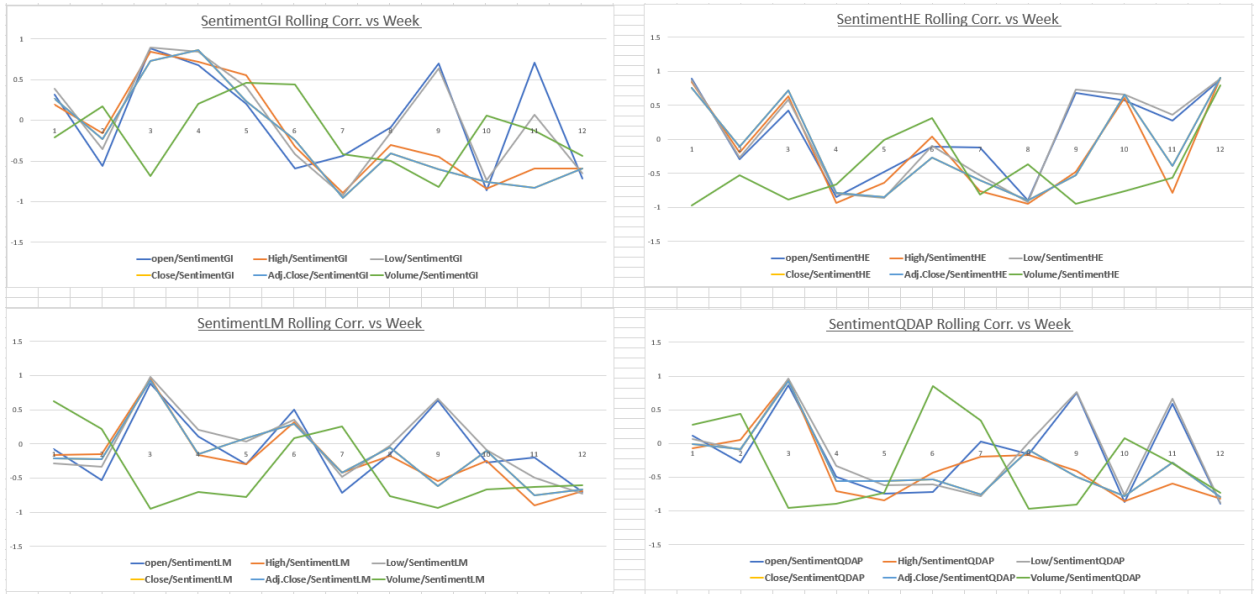 SentimentGI Rolling Corr. vs Week
1
0.5
0
-0.5
-1
-1.5
1 2 3 4 5 6 7 8 9 10 11 12
open/SentimentGI High/SentimentGI Low/SentimentGI
Close/SentimentGI Adj.Close/SentimentGI Volume/SentimentGI
SentimentHE Rolling Corr. vs Week
1.5
1
0.5
0
-0.5
-1
-1.5
1 2 3 4 5 6 7 8 9 10 11 12
open/SentimentHE High/SentimentHE Low/SentimentHE
Close/SentimentHE Adj.Close/SentimentHE Volume/SentimentHE
SentimentLM Rolling Corr. vs Week
1.5
1
0.5
0
-0.5
-1
-1.5
1 2 3 4 5 6 7 8 9 10 11 12
open/SentimentLM High/SentimentLM Low/SentimentLM
Close/SentimentLM Adj.Close/SentimentLM Volume/SentimentLM
SentimentQDAP Rolling Corr. vs Week
1.5
1
0.5
0
-0.5
-1
-1.5
1 2 3 4 5 6 7 8 9 10 11 12
open/SentimentQDAP High/SentimentQDAP Low/SentimentQDAP
Close/SentimentQDAP Adj.Close/SentimentQDAP Volume/SentimentQDAP